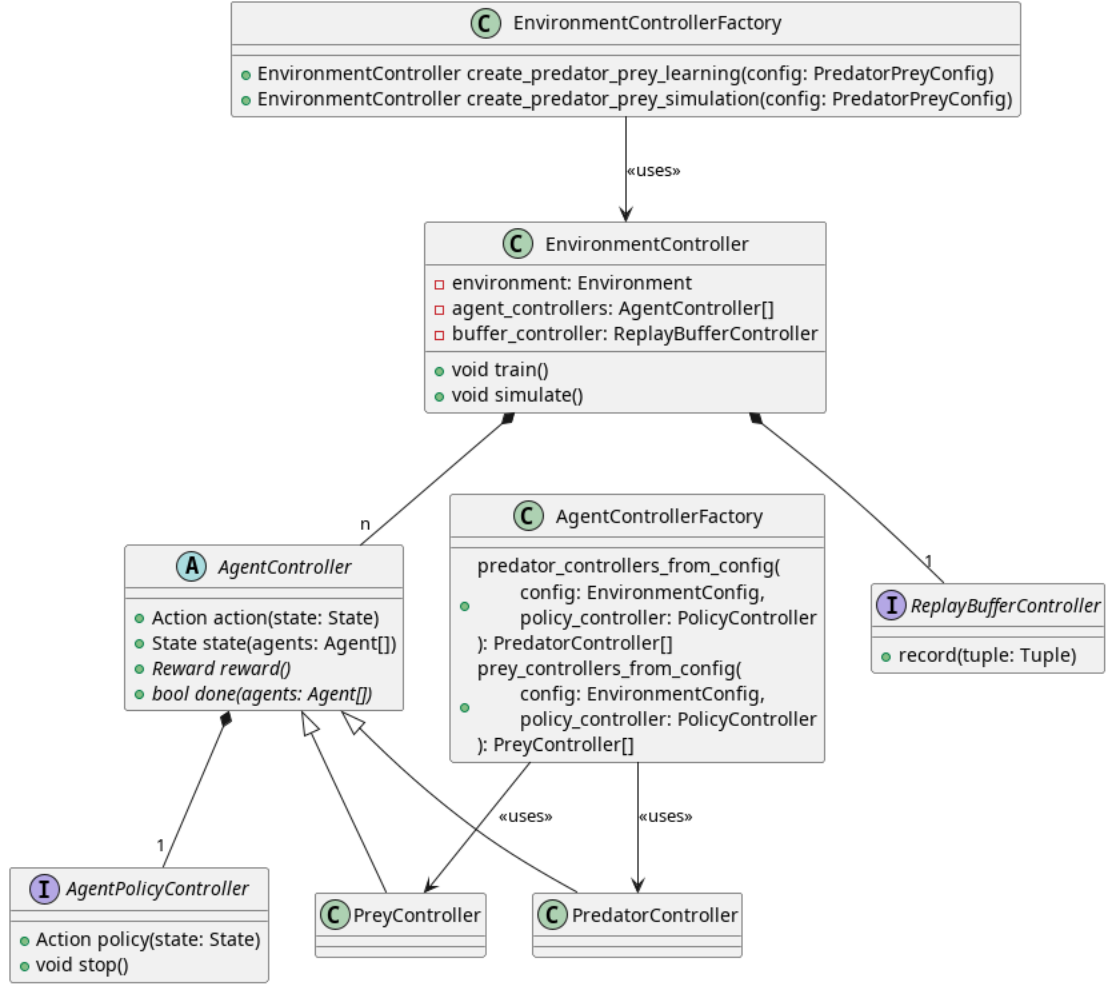 C EnvironmentControllerFactory
EnvironmentController create_predator_prey_learning(config: PredatorPreyConfig)
EnvironmentController create_predator_prey_simulation(config: PredatorPreyConfig)
«uses»
C EnvironmentController
environment: Environment
agent_controllers: AgentController[]
buffer_controller: ReplayBufferController
void train()
void simulate()
n
1
C AgentControllerFactory
predator_controllers_from_config(
config: EnvironmentConfig,
policy_controller: PolicyController
): PredatorController[]
prey_controllers_from_config(
config: EnvironmentConfig,
policy_controller: PolicyController
): PreyController[]
A AgentController
Action action(state: State)
State state(agents: Agent[])
Reward reward()
bool done(agents: Agent[])
I ReplayBufferController
record(tuple: Tuple)
«uses»
«uses»
1
I AgentPolicyController
Action policy(state: State)
void stop()
C PreyController
C PredatorController